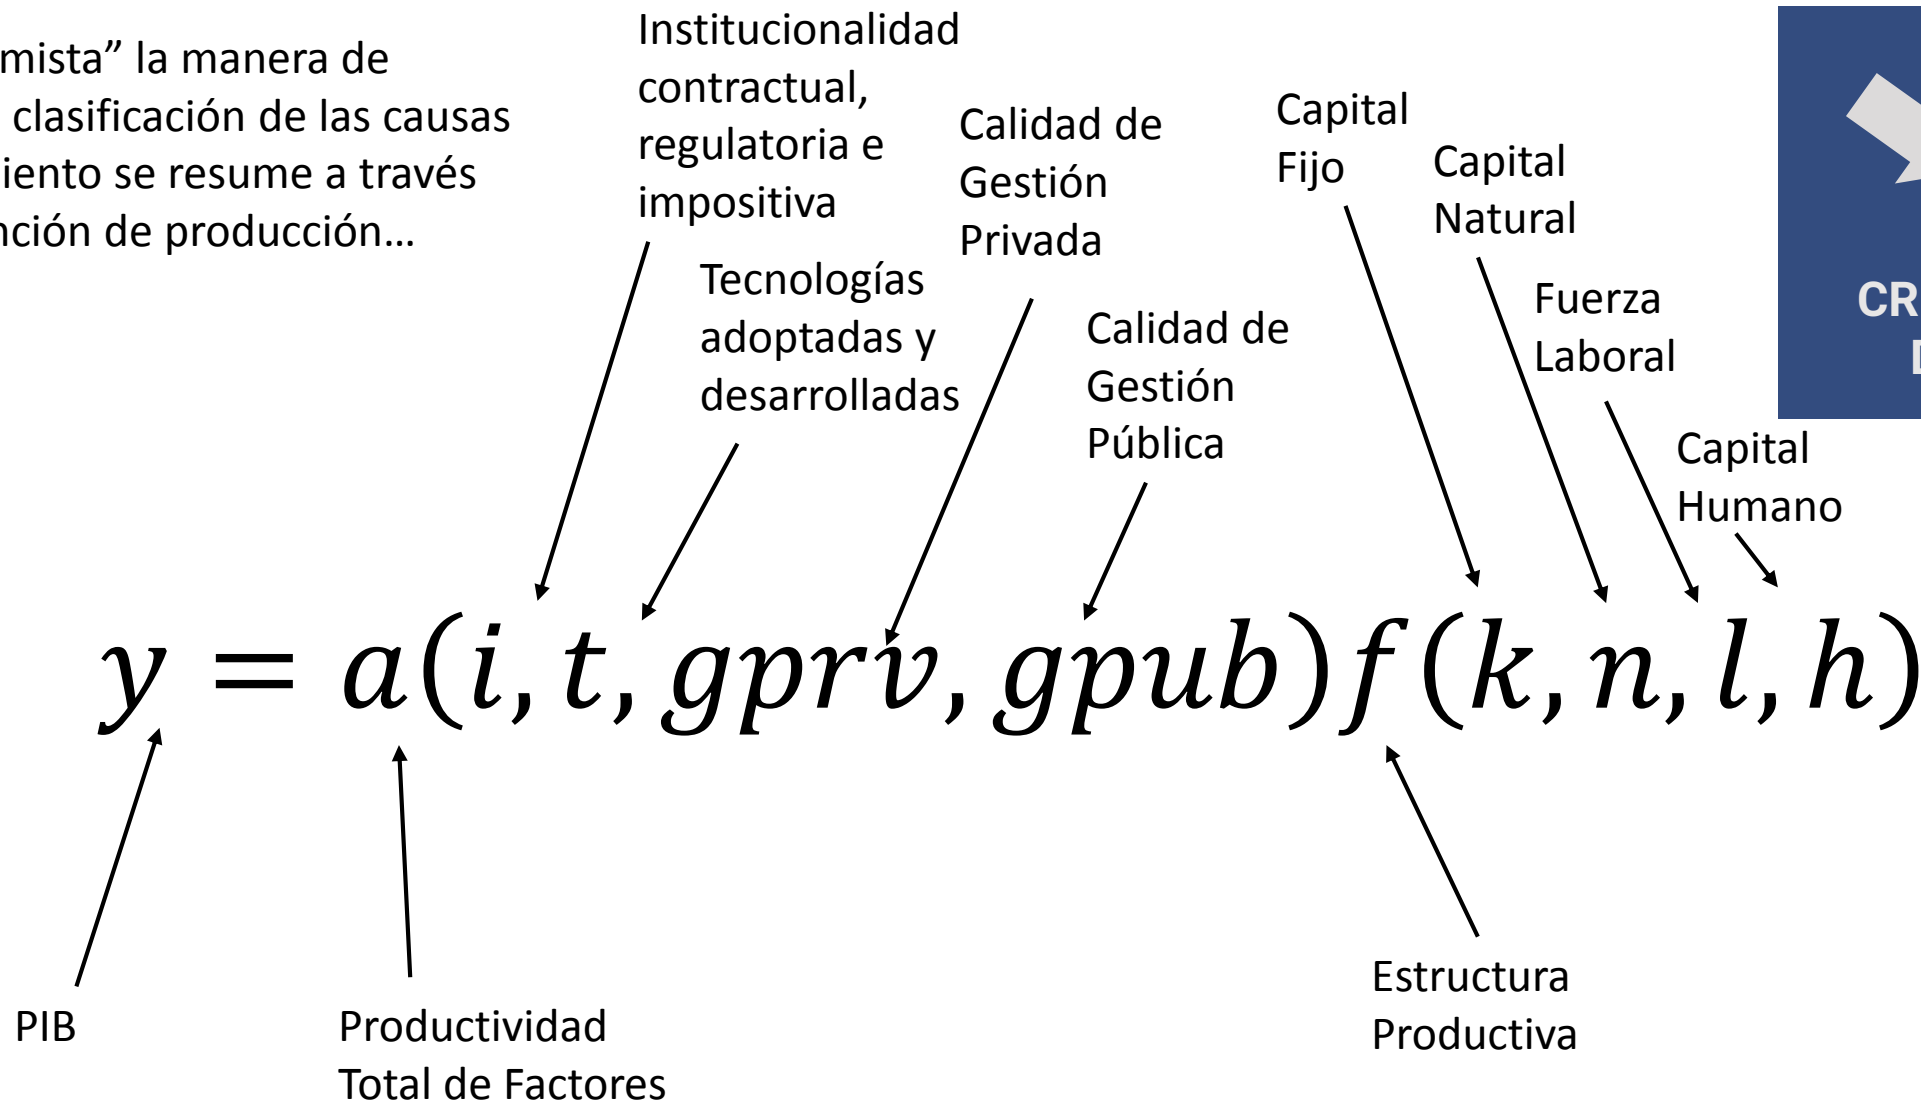 mista” la manera de
clasificación de las causas
iento se resume a través
nción de producción…
Institucionalidad
contractual,
regulatoria e
impositiva
Tecnologías
adoptadas y
desarrolladas
Calidad de
Gestión
Privada
Calidad de
Gestión
Pública
Capital
Fijo
Capital
Natural
Fuerza
Laboral
Capital
Humano
CR
D
y = a(i, t, gprv, gpub)f(k, n, l, h)
PIB
Productividad
Total de Factores
Estructura
Productiva